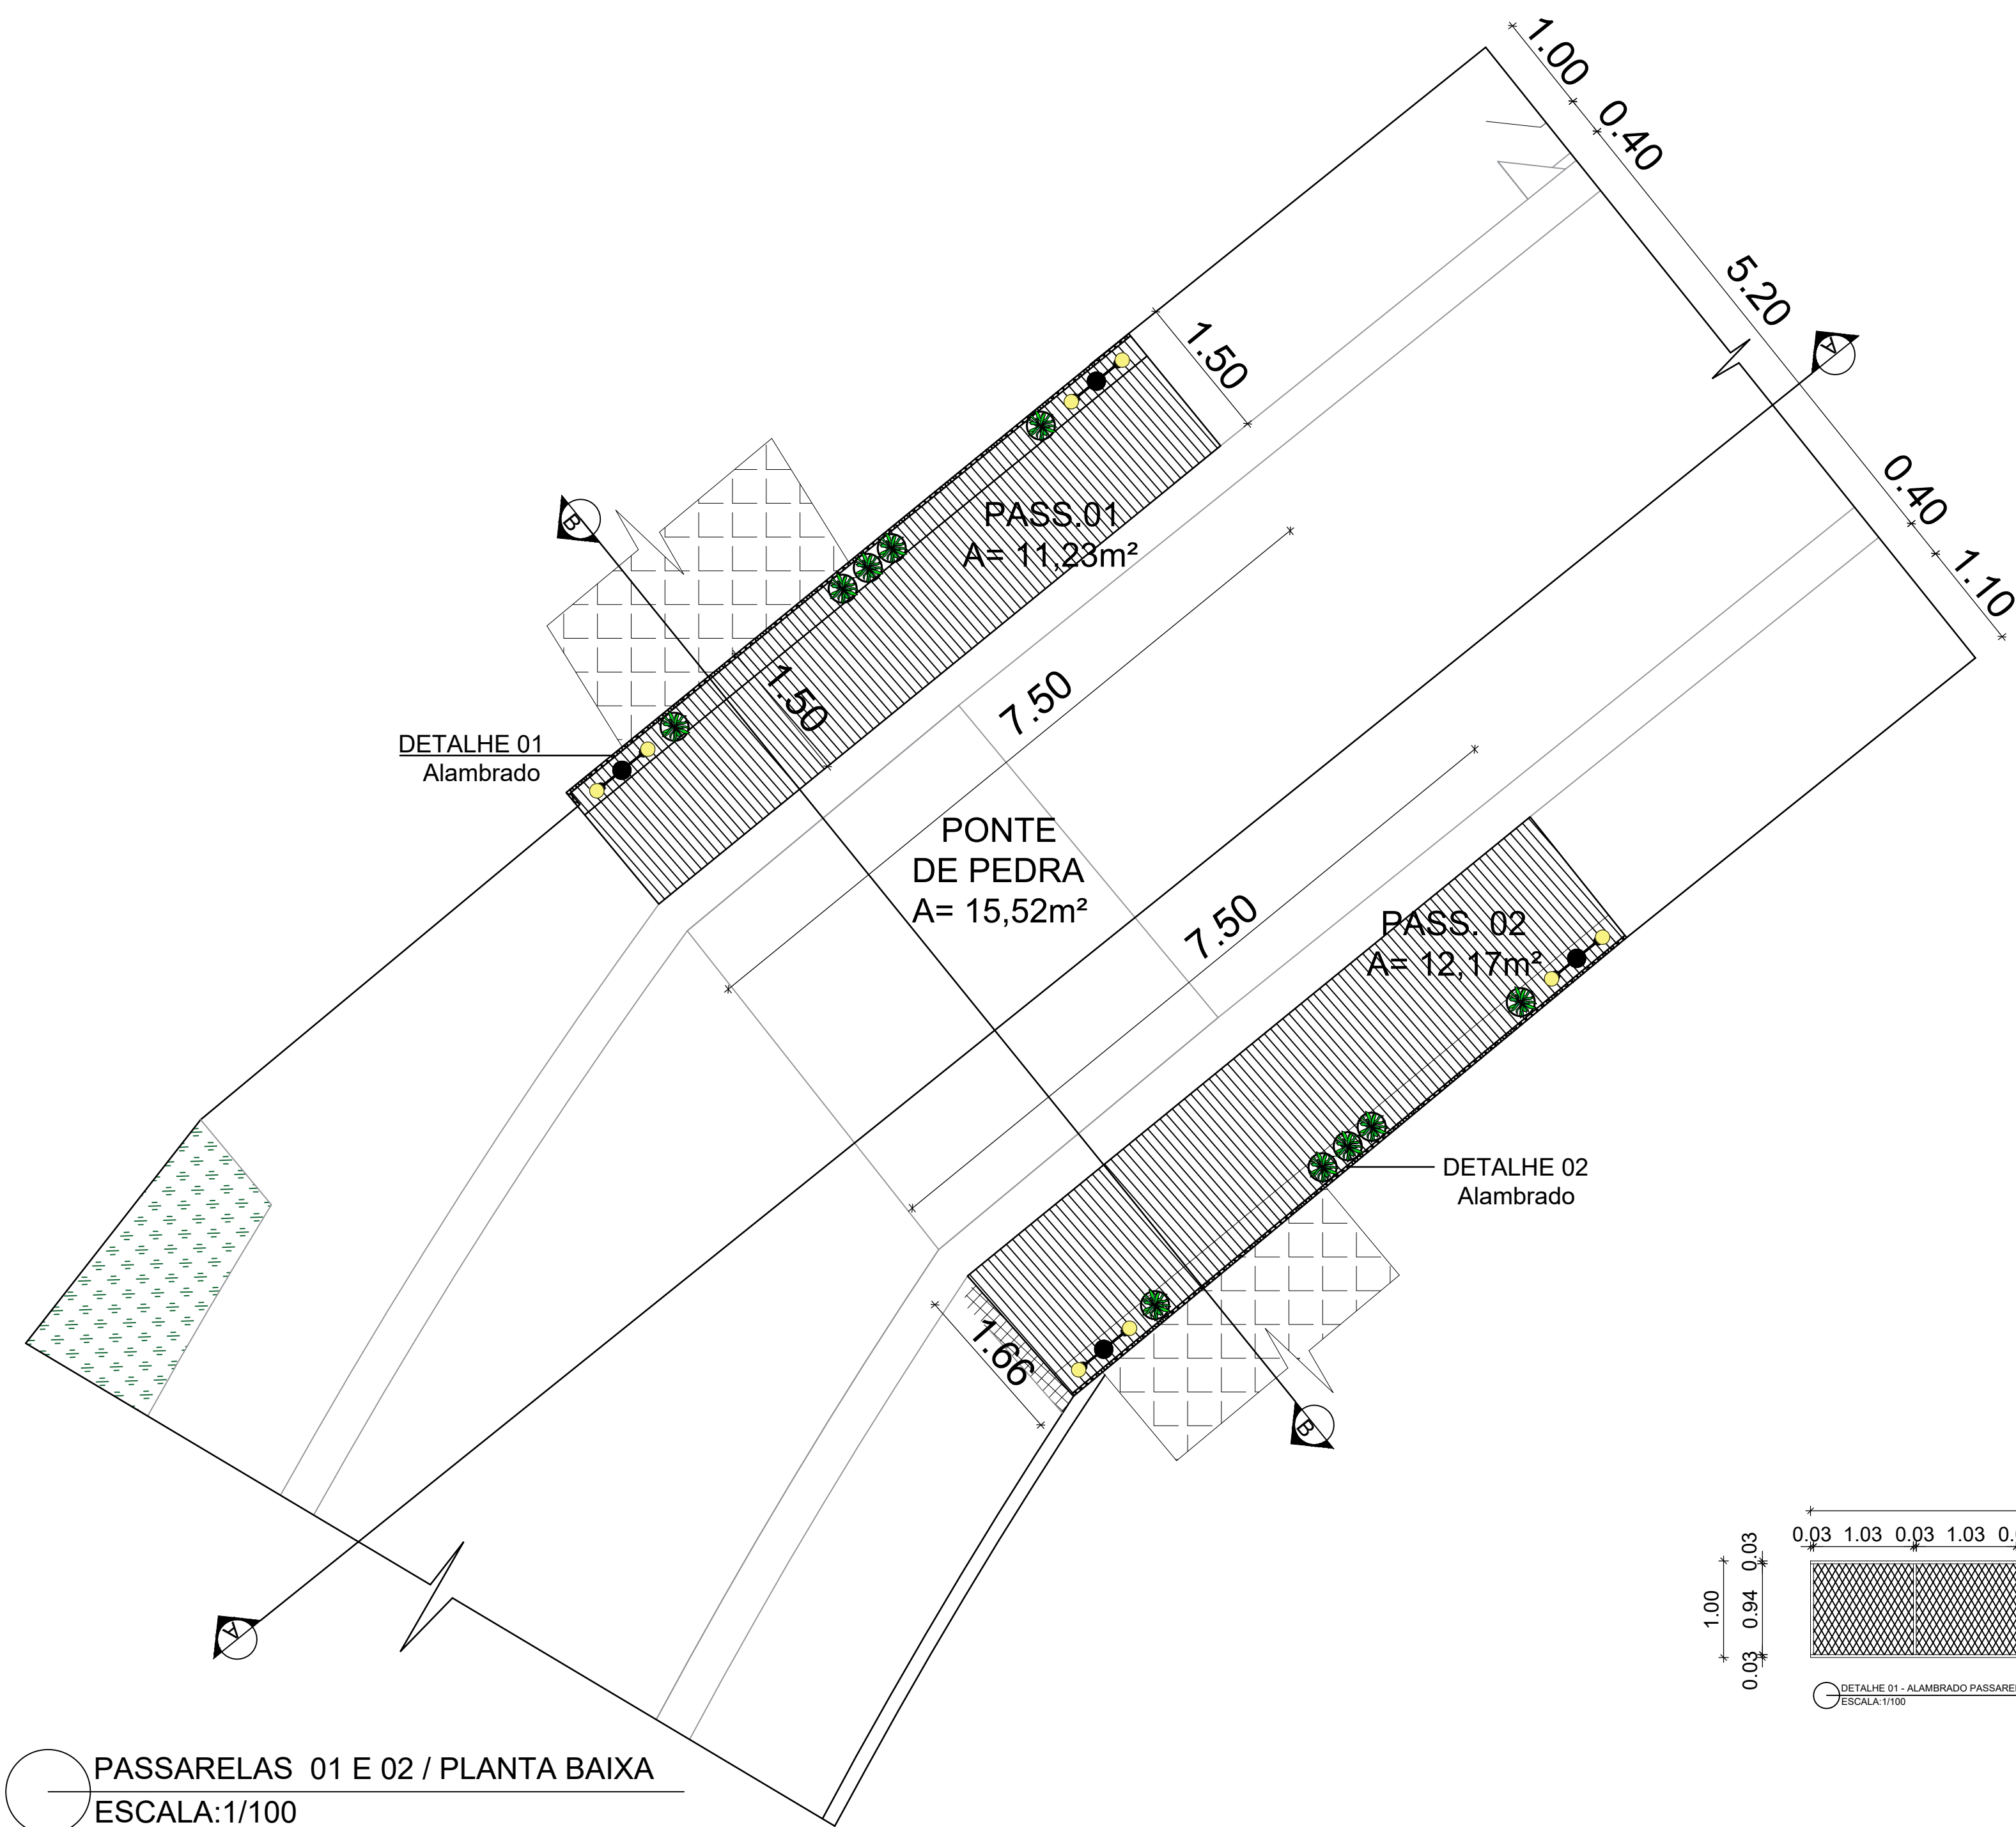 1.00
0.40
5.20
A
0.40
1.10
1.50
PASS.01
A= 11,23m²
B
1.50
7.50
DETALHE 01
Alambrado
PONTE
DE PEDRA
A= 15,52m²
7.50
PASS. 02
A= 12,17m²
DETALHE 02
Alambrado
1.66
B
A
0.03 1.03 0.03 1.03
0.03
1.00
0.94
0.03
DETALHE 01 - ALAMBRADO
ESCALA:1/100
PASSARELAS 01 E 02 / PLANTA BAIXA
ESCALA:1/100